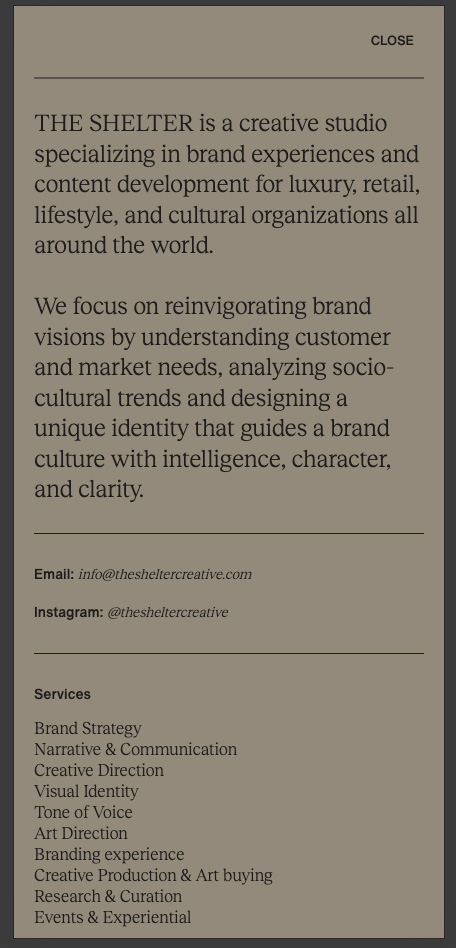 CLOSE
THE SHELTER is a creative studio
specializing in brand experiences and
content development for luxury, retail,
lifestyle, and cultural organizations all
around the world.
We focus on reinvigorating brand
visions by understanding customer
and market needs, analyzing socio-
cultural trends and designing a
unique identity that guides a brand
culture with intelligence, character,
and clarity.
Email: info@thesheltercreative.com
Instagram: @thesheltercreative
Services
Brand Strategy
Narrative & Communication
Creative Direction
Visual Identity
Tone of Voice
Art Direction
Branding experience
Creative Production & Art buying
Research & Curation
Events & Experiential